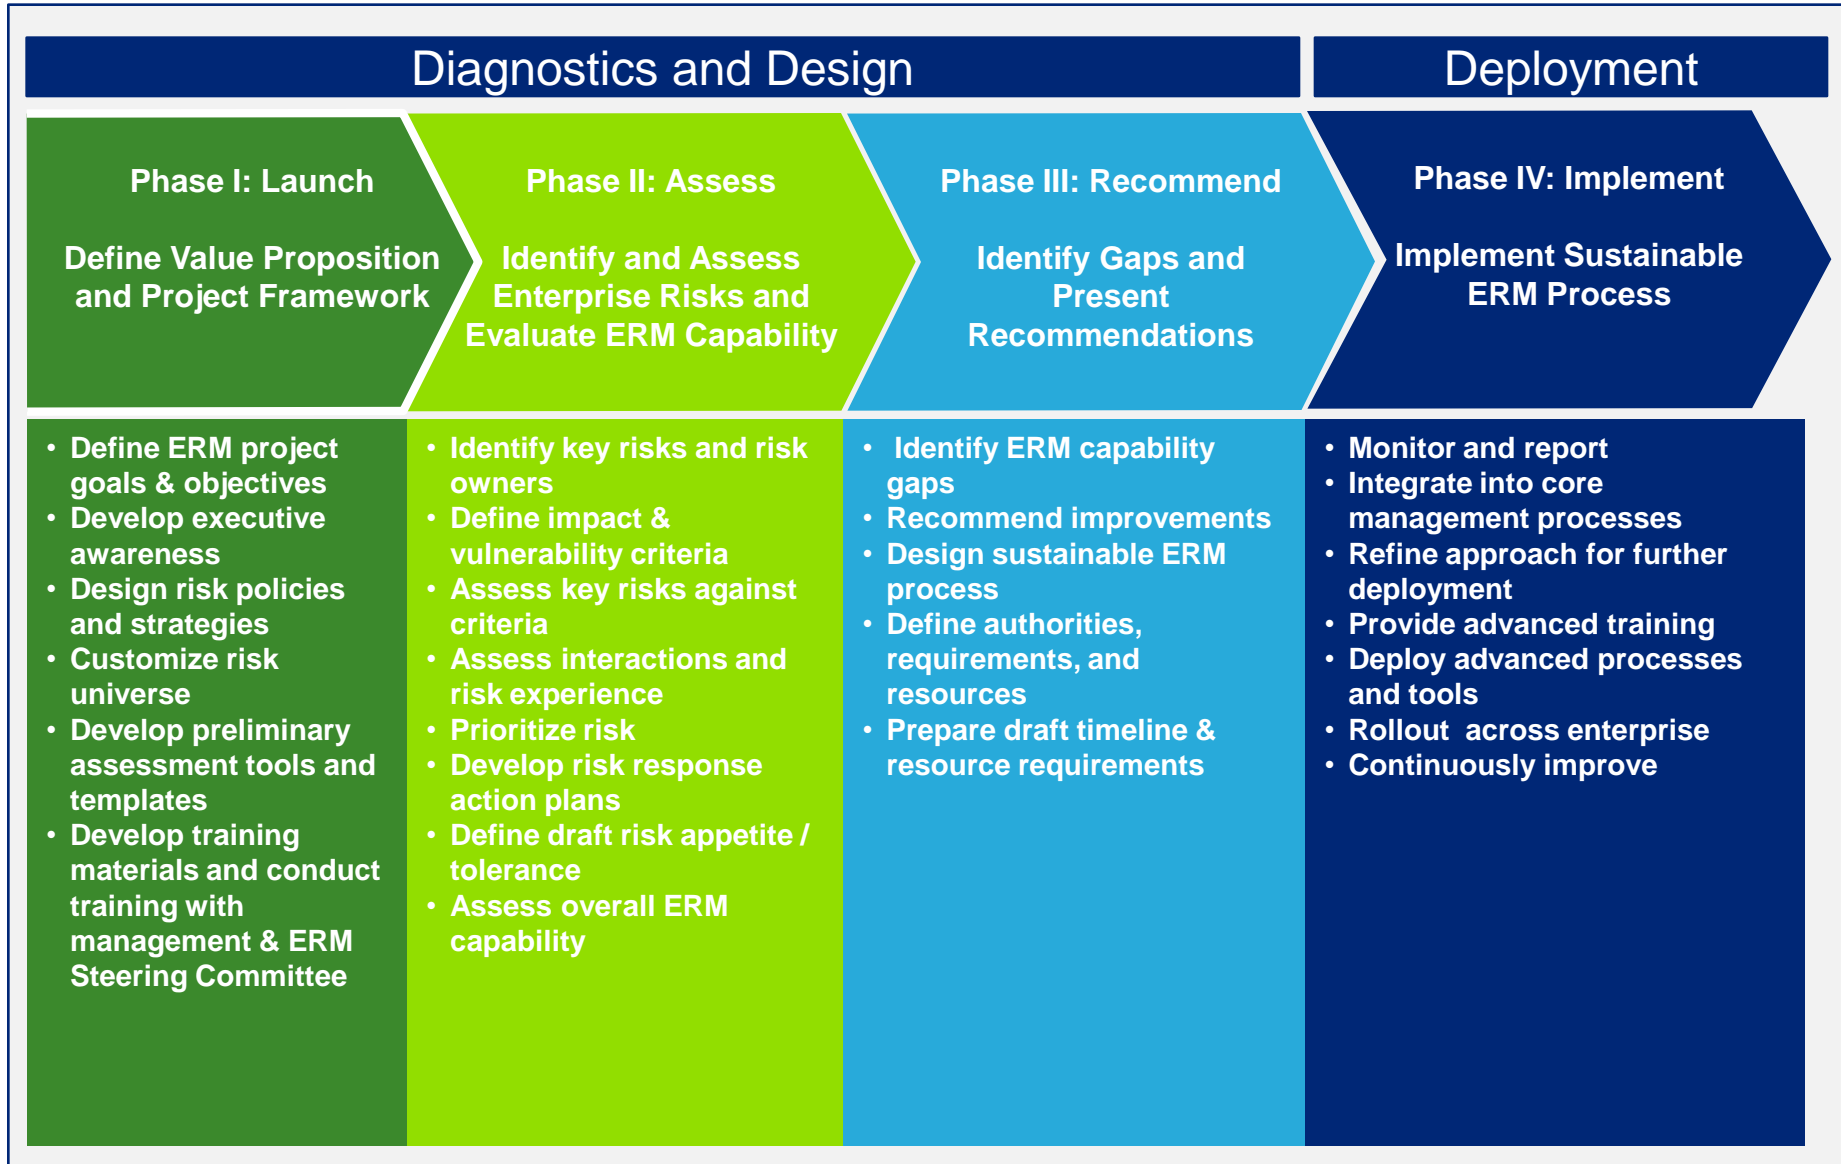 Diagnostics and Design
Deployment
Phase I: Launch
Define Value Proposition
and Project Framework
Phase II: Assess
Identify and Assess
Enterprise Risks and
Evaluate ERM Capability
Phase III: Recommend
Identify Gaps and
Present
Recommendations
Phase IV: Implement
Implement Sustainable
ERM Process
• Define ERM project
goals & objectives
• Develop executive
awareness
• Design risk policies
and strategies
• Customize risk
universe
• Develop preliminary
assessment tools and
templates
• Develop training
materials and conduct
training with
management & ERM
Steering Committee
• Identify key risks and risk
owners
• Define impact &
vulnerability criteria
• Assess key risks against
criteria
• Assess interactions and
risk experience
• Prioritize risk
• Develop risk response
action plans
• Define draft risk appetite /
tolerance
• Assess overall ERM
capability
• Identify ERM capability
gaps
• Recommend improvements
• Design sustainable ERM
process
• Define authorities,
requirements, and
resources
• Prepare draft timeline &
resource requirements
• Monitor and report
• Integrate into core
management processes
• Refine approach for further
deployment
• Provide advanced training
• Deploy advanced processes
and tools
• Rollout  across enterprise
• Continuously improve